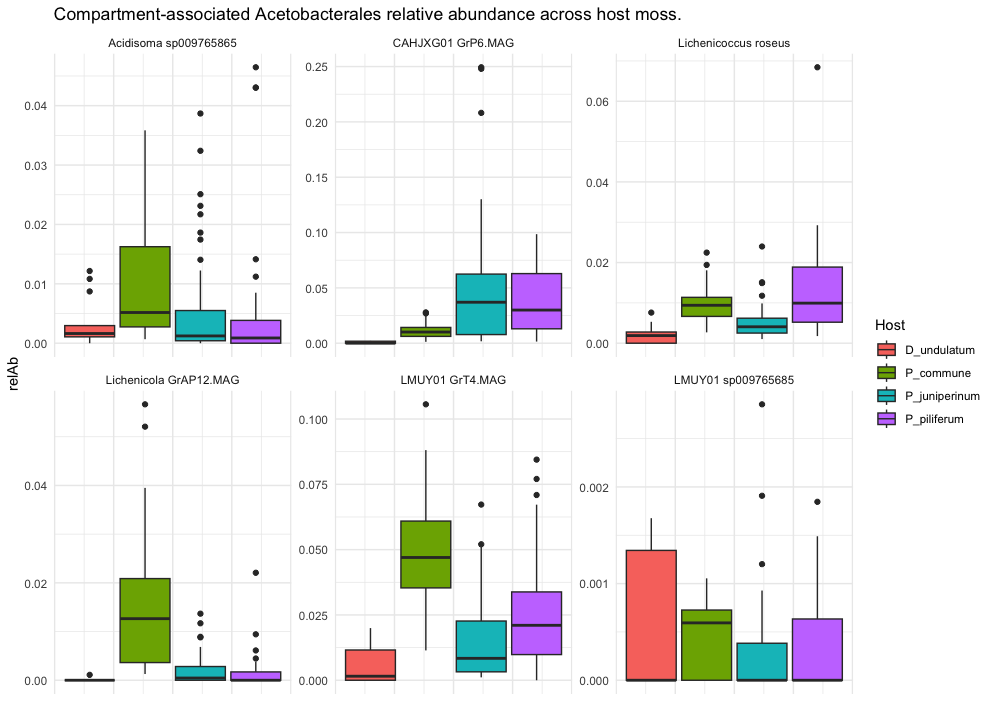 Compartment-associated Acetobacterales relative abundance across host moss.
Acidisoma sp009765865
CAHJXG01 GrP6.MAG
Lichenicoccus roseus
0.04
0.03
0.02
0.01
0.00
0.25
0.20
0.15
0.10
0.05
0.00
0.06
0.04
0.02
0.00
relAb
Lichenicola GrAP12.MAG
LMUY01 GrT4.MAG
LMUY01 sp009765685
0.04
0.02
0.00
0.100
0.075
0.050
0.025
0.000
0.002
0.001
0.000
Host
D_undulatum
P_commune
P_juniperinum
P_piliferum